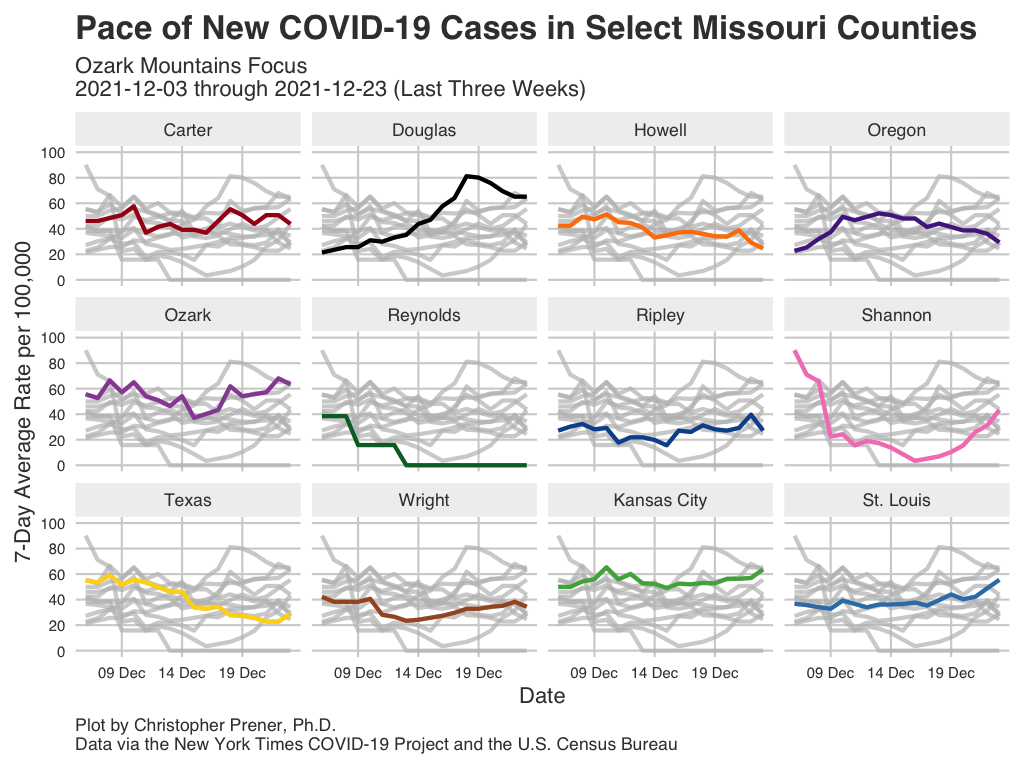 Pace of New COVID-19 Cases in Select Missouri Counties
Ozark Mountains Focus
2021-12-03 through 2021-12-23 (Last Three Weeks)
Carter Douglas Howell Oregon
100
80
60
40
20
0
Ozark Reynolds Ripley Shannon
100
80
60
40
20
0
Texas Wright Kansas City St. Louis
100
80
60
40
20
0
09 Dec 14 Dec 19 Dec 09 Dec 14 Dec 19 Dec 09 Dec 14 Dec 19 Dec 09 Dec 14 Dec 19 Dec
7-Day Average Rate per 100,000
Date
Plot by Christopher Prener, Ph.D.
Data via the New York Times COVID-19 Project and the U.S. Census Bureau